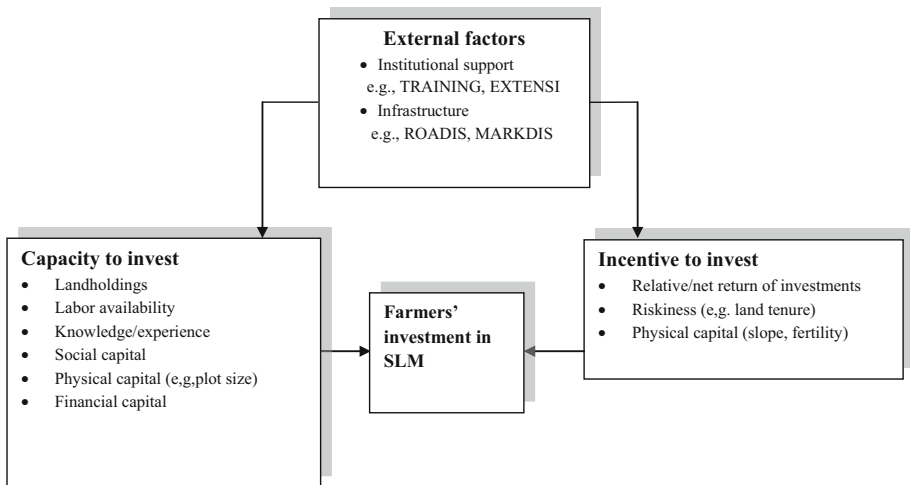 External factors
• Institutional support
e.g., TRAINING, EXTENSI
• Infrastructure
e.g., ROADIS, MARKDIS
Capacity to invest
• Landholdings
• Labor availability
• Knowledge/experience
• Social capital
• Physical capital (e,g,plot size)
• Financial capital
Farmers'
investment in
SLM
Incentive to invest
• Relative/net return of investments
• Riskiness (e,g. land tenure)
• Physical capital (slope, fertility)